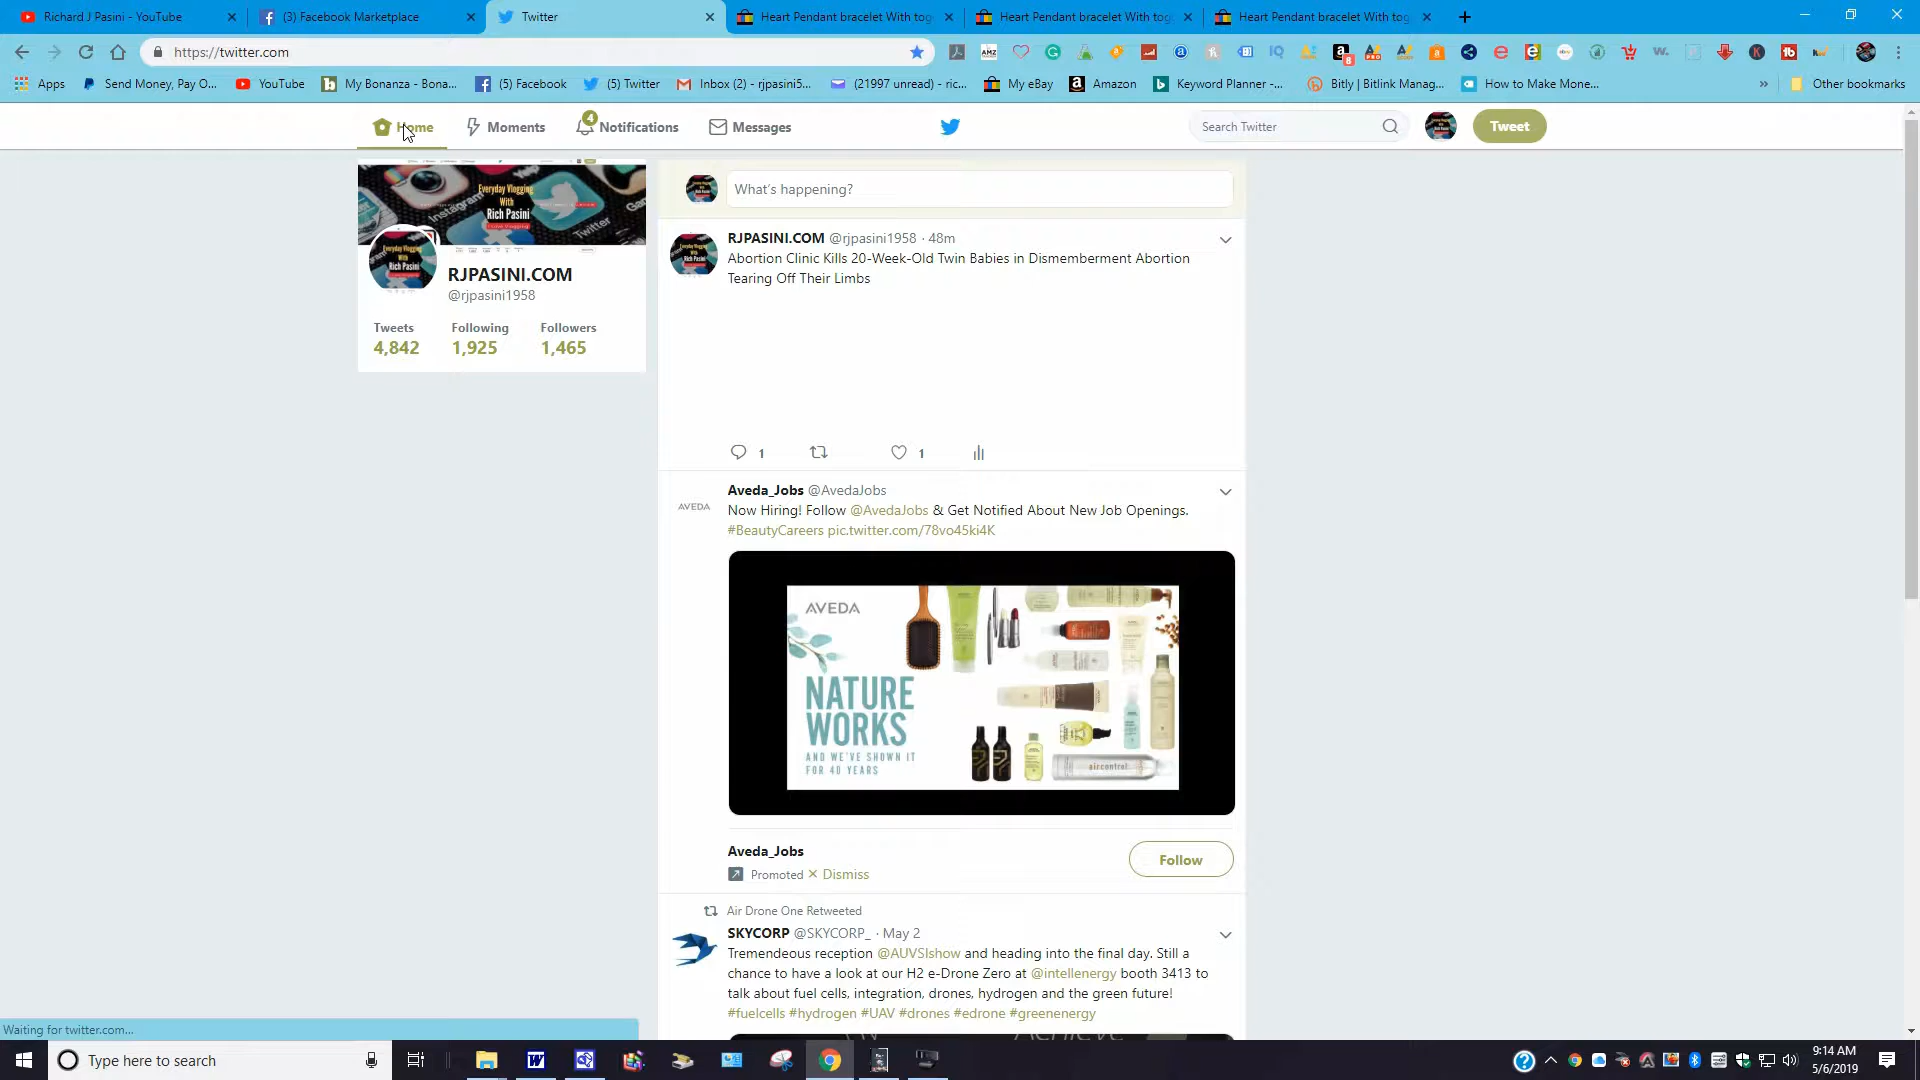 Richard J Pasini - YouTube
(3) Facebook Marketplace
Twitter
Heart Pendant bracelet With tog
Heart Pendant bracelet With tog
Heart Pendant bracelet With tog
https://twitter.com
Apps
Send Money, Pay O...
YouTube
My Bonanza - Bona...
(5) Facebook
(5) Twitter
Inbox (2) - rjpasini5...
(21997 unread) - ric...
My eBay
Amazon
Keyword Planner -...
Bitly | Bitlink Manag...
How to Make Mone...
Other bookmarks
Home
Moments
4
Notifications
Messages
Search Twitter
Tweet
Everyday Vlogging
With
Rich Pasini
Instagram
Twitter
RJPASINI.COM
@rjpasini1958
Tweets
Following
Followers
4,842
1,925
1,465
What's happening?
RJPASINI.COM @rjpasini1958 · 48m
Abortion Clinic Kills 20-Week-Old Twin Babies in Dismemberment Abortion
Tearing Off Their Limbs
1
1
AVEDA
Aveda_Jobs @AvedaJobs
Now Hiring! Follow @AvedaJobs & Get Notified About New Job Openings.
#BeautyCareers pic.twitter.com/78vo45ki4K
AVEDA
NATURE
WORKS
AND WE'VE SHOWN IT
FOR 40 YEARS
aircontrol
Aveda_Jobs
Promoted
Dismiss
Follow
Air Drone One Retweeted
SKYCORP @SKYCORP_ · May 2
Tremendeous reception @AUVSIshow and heading into the final day. Still a
chance to have a look at our H2 e-Drone Zero at @intellenergy booth 3413 to
talk about fuel cells, integration, drones, hydrogen and the green future!
#fuelcells #hydrogen #UAV #drones #edrone #greenenergy
Waiting for twitter.com...
Type here to search
9:14 AM
5/6/2019